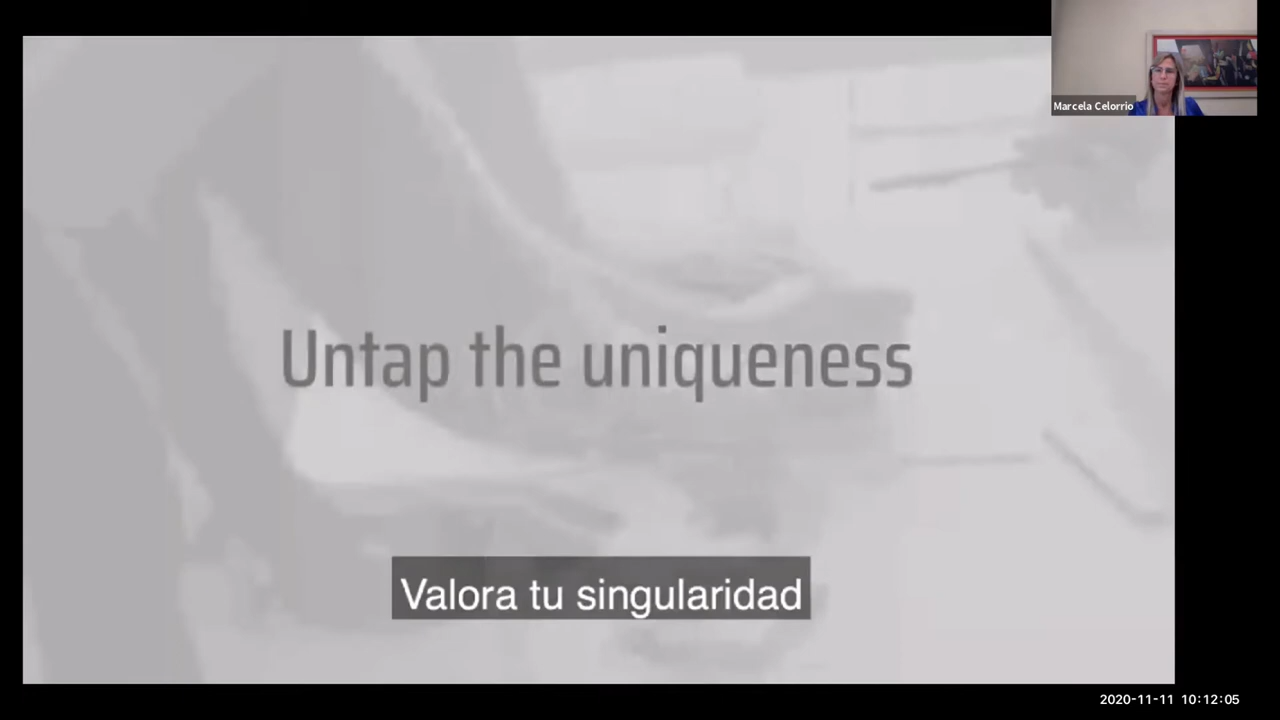 Marcela Celorrio
Untap the uniqueness
Valora tu singularidad
2020-11-11 10:12:05